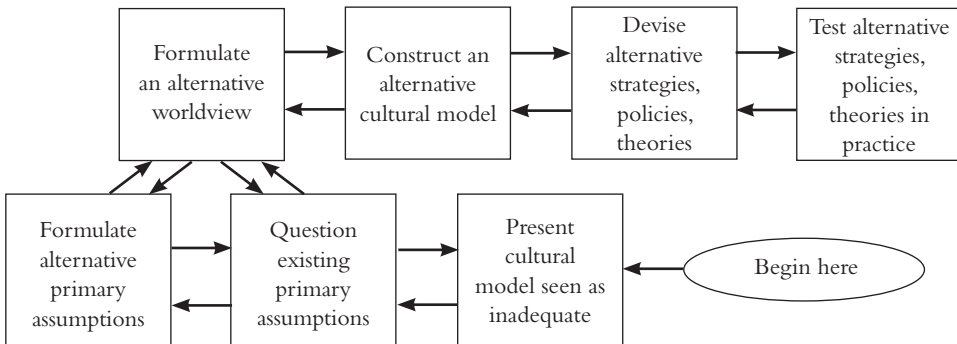 Formulate
an alternative
worldview
Construct an
alternative
cultural model
Devise
alternative
strategies,
policies,
theories
Test alternative
strategies,
policies,
theories in
practice
Formulate
alternative
primary
assumptions
Question
existing
primary
assumptions
Present
cultural
model seen as
inadequate
Begin here